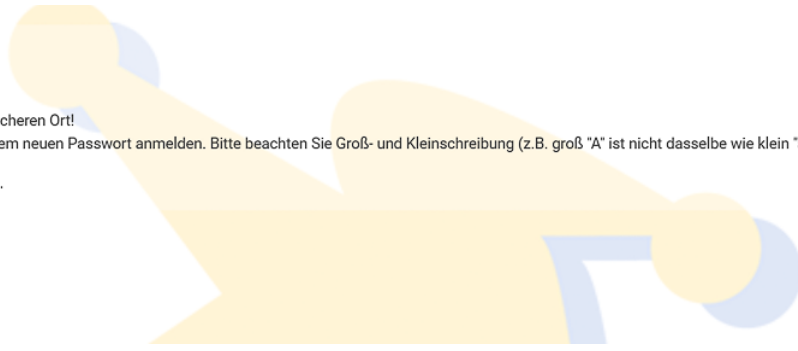 cheren Ort!
em neuen Passwort anmelden. Bitte beachten Sie Groß- und Kleinschreibung (z.B. groß "A" ist nicht dasselbe wie klein "
.